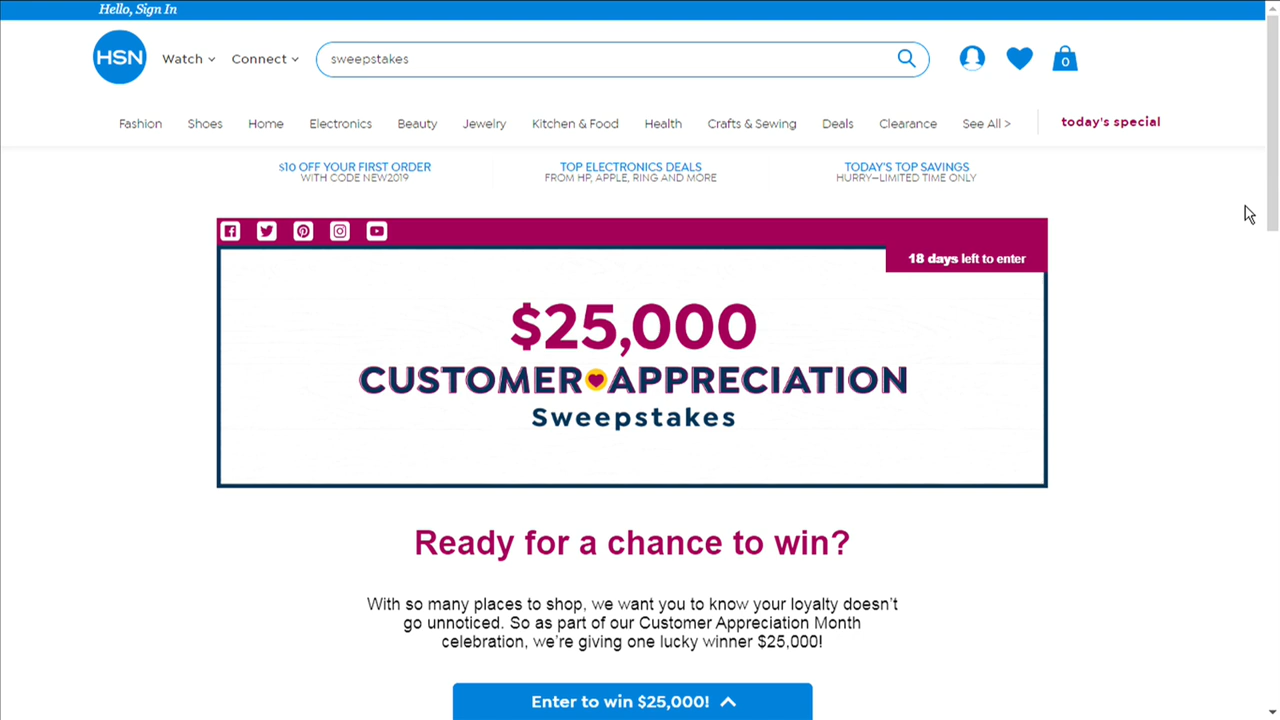 Hello, Sign In
HSN
Watch
Connect
sweepstakes
0
Fashion
Shoes
Home
Electronics
Beauty
Jewelry
Kitchen & Food
Health
Crafts & Sewing
Deals
Clearance
See All >
today's special
$10 OFF YOUR FIRST ORDER
WITH CODE NEW2019
TOP ELECTRONICS DEALS
FROM HP, APPLE, RING AND MORE
TODAY'S TOP SAVINGS
HURRY—LIMITED TIME ONLY
18 days left to enter
$25,000
CUSTOMER APPRECIATION
Sweepstakes
Ready for a chance to win?
With so many places to shop, we want you to know your loyalty doesn't
go unnoticed. So as part of our Customer Appreciation Month
celebration, we're giving one lucky winner $25,000!
Enter to win $25,000!